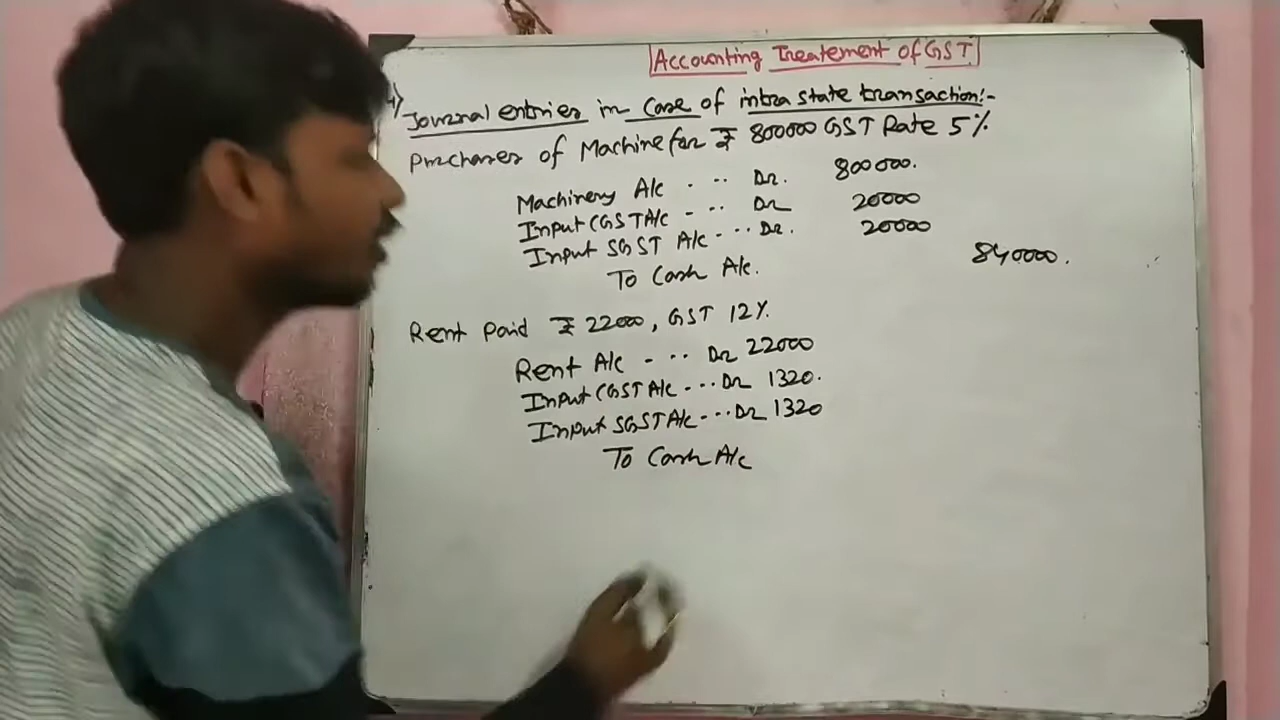 Accounting Treatement of GST
1) Journal entries in Case of intra state transaction:-
Purchases of Machine for ₹ 800000 GST Rate 5%
Machinery A/c - .. Dr. 800000.
Input CGST A/c - .. Dr 20000
Input SGST A/c - .. Dr. 20000
To Cash A/c. 840000.
Rent Paid ₹ 22000, GST 12%.
Rent A/c - .. Dr 22000
Input CGST A/c ... Dr 1320.
Input SGST A/c ... Dr 1320
To Cash A/c